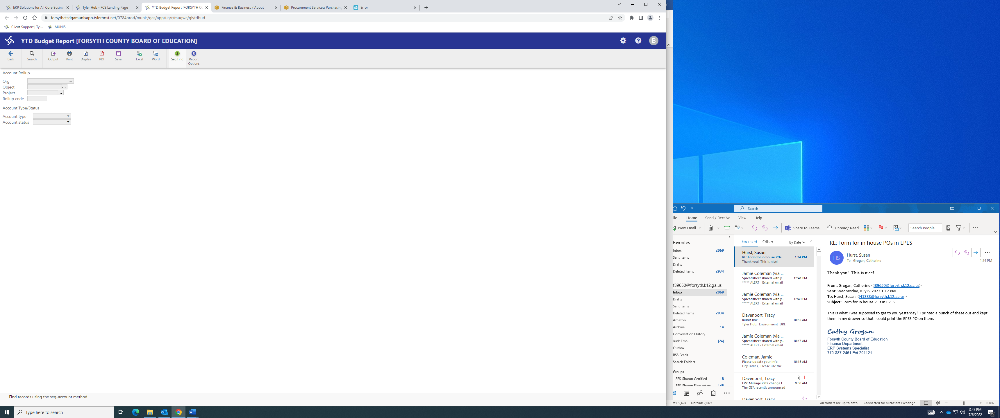 ERP Solutions for All Core Busine
Tyler Hub - FCS Landing Page
YTD Budget Report [FORSYTH CO
Finance & Business / About
Procurement Services: Purchasing
Error
forsythctsdgamunisapp.tylerhost.net/0784prod/munis/gas/app/ua/r/mugwc/glytdbud
Client Support | Tyl...
MUNIS
YTD Budget Report [FORSYTH COUNTY BOARD OF EDUCATION]
B
Back
Search
Output
Print
Display
PDF
Save
Excel
Word
S
Seg Find
R
Report
Options
Account Rollup
Org
Object
Project
Rollup code
Account Type/Status
Account type
Account status
Find records using the seg-account method.
Search
ile
Home
Send / Receive
View
Help
New Email
Share to Teams
Unread/ Read
Search People
Favorites
Inbox 2069
Sent Items
Drafts
Deleted Items 2934
f39650@forsyth.k12.ga.us
Inbox 2069
Drafts
Sent Items
Deleted Items 2934
Amazon
Archive 14
Conversation History
Junk Email [24]
Outbox
RSS Feeds
Search Folders
Groups
SES-Sharon Certified 18
SES-Sharon Elementary 148
Focused
Other
By Date
Hurst, Susan
RE: Form for in house POs ... 1:24 PM
Thank you! This is nice!
Jamie Coleman (via ...
Spreadsheet shared with y... 12:41 PM
***** ALERT - External email
Jamie Coleman (via ...
Spreadsheet shared with y... 12:40 PM
***** ALERT - External email
Davenport, Tracy
munis link 10:55 AM
Tyler Hub: Environment URL
Jamie Coleman (via ...
Spreadsheet shared with y... 10:47 AM
***** ALERT - External email
Coleman, Jamie
Please update your info 10:15 AM
Hey Ladies, Please use the
Davenport, Tracy
FW: Mileage Rate change f... 9:50 AM
The GSA recently announced
Davenport, Tracy
RE: Form for in house POs in EPES
HS
Hurst, Susan
To Grogan, Catherine
1:24 PM
Thank you! This is nice!
From: Grogan, Catherine <f39650@forsyth.k12.ga.us>
Sent: Wednesday, July 6, 2022 1:17 PM
To: Hurst, Susan <f41388@forsyth.k12.ga.us>
Subject: Form for in house POs in EPES
This is what I was supposed to get to you yesterday! I printed a bunch of these out and kept
them in my drawer so that I could print the EPES PO on them.
Cathy Grogan
Forsyth County Board of Education
Finance Department
ERP Systems Specialist
770-887-2461 Ext 201121
ms: 9,624 Unread: 2,069
All folders are up to date.
Connected to: Microsoft Exchange
100%
Type here to search
3:47 PM
7/6/2022
15